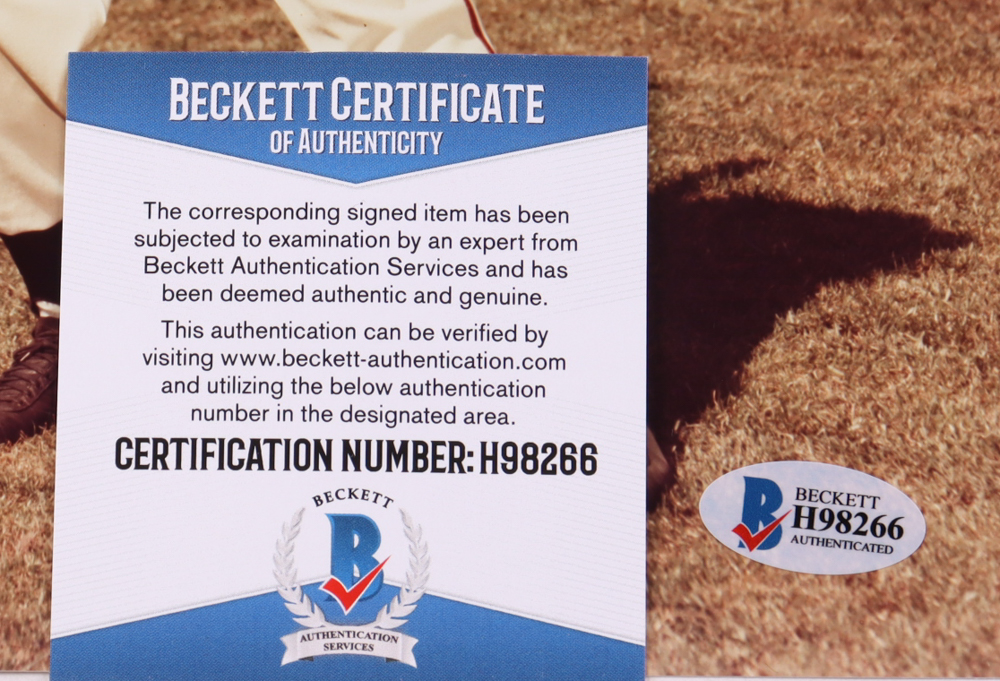 BECKETT CERTIFICATE
OF AUTHENTICITY
The corresponding signed item has been
subjected to examination by an expert from
Beckett Authentication Services and has
been deemed authentic and genuine.
This authentication can be verified by
visiting www.beckett-authentication.com
and utilizing the below authentication
number in the designated area.
CERTIFICATION NUMBER: H98266
BECKETT
B
AUTHENTICATION
SERVICES
B
BECKETT
H98266
AUTHENTICATED